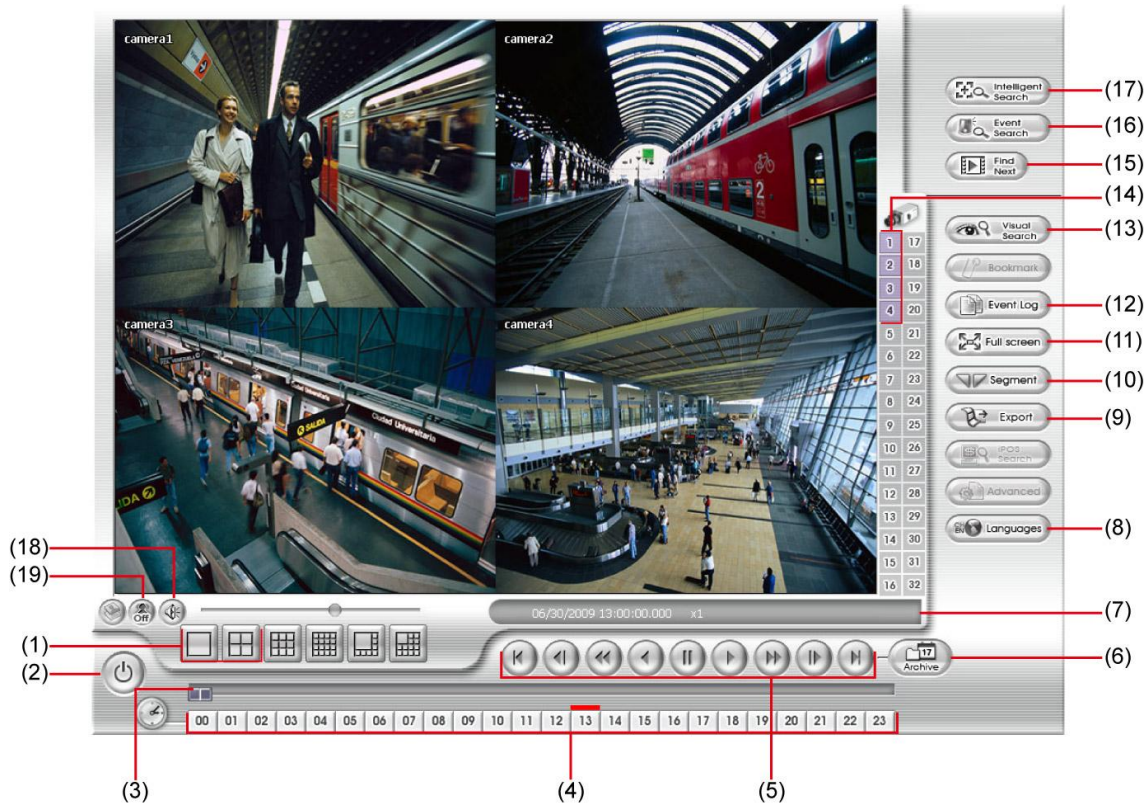 camera1
camera2
camera3
camera4
SALIDA
Ciudad Universitario
2
Intelligent Search
(17)
Event Search
(16)
Find Next
(15)
(14)
Visual Search
(13)
Bookmark
Event Log
(12)
Full screen
(11)
Segment
(10)
Export
(9)
iPOS Search
Advanced
Languages
(8)
1 17
2 18
3 19
4 20
5 21
6 22
7 23
8 24
9 25
10 26
11 27
12 28
13 29
14 30
15 31
16 32
(18)
(19)
Off
06/30/2009 13:00:00.000 x1
(7)
(1)
(2)
17
Archive
(6)
00 01 02 03 04 05 06 07 08 09 10 11 12 13 14 15 16 17 18 19 20 21 22 23
(3)
(4)
(5)